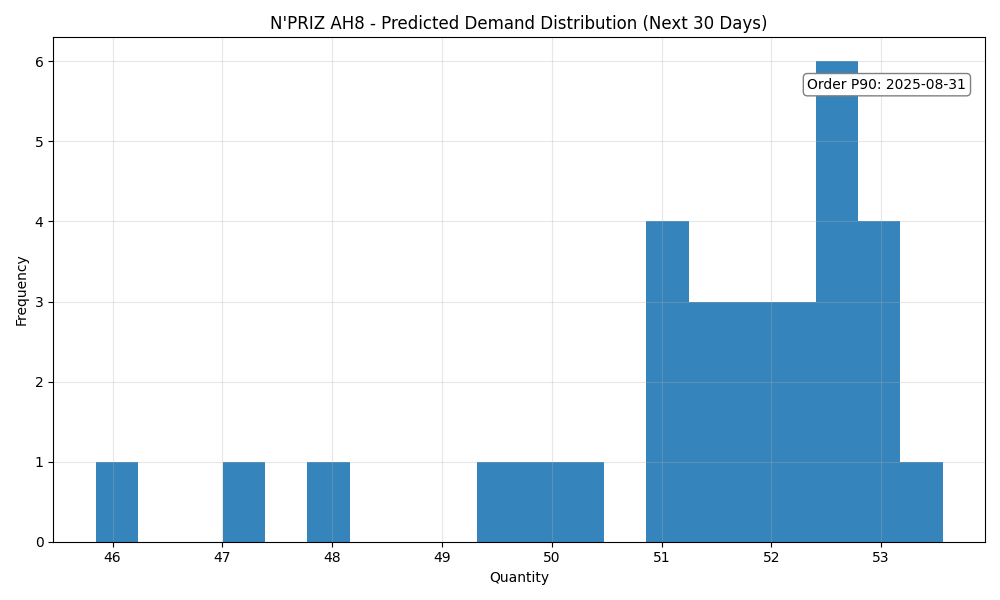 N'PRIZ AH8 - Predicted Demand Distribution (Next 30 Days)
Order P90: 2025-08-31
Frequency
6
5
4
3
2
1
0
46 47 48 49 50 51 52 53
Quantity